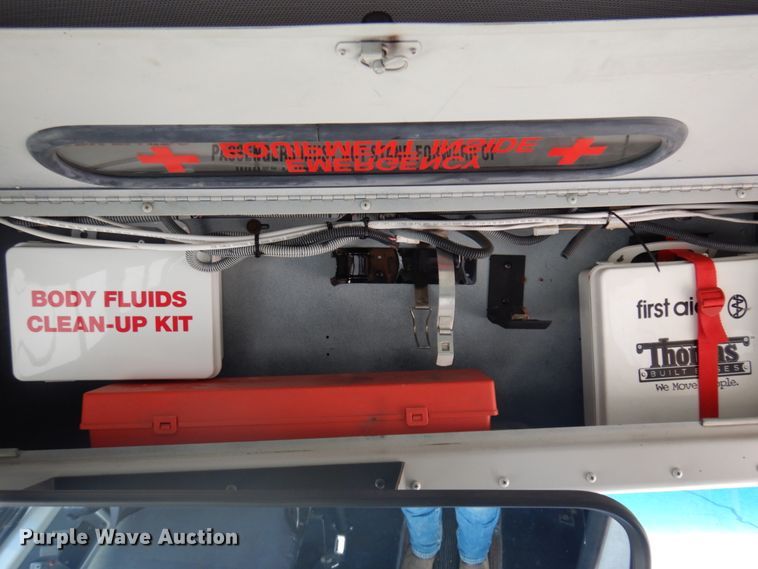 EMERGENCY
EQUIPMENT INSIDE
BODY FLUIDS
CLEAN-UP KIT
first aid
Thomas
BUILT BUSES
We Move People.
Purple Wave Auction